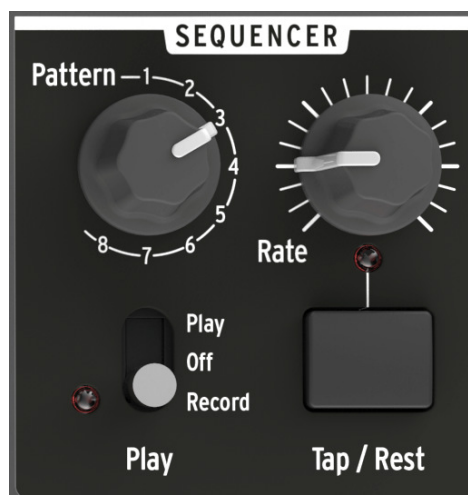 SEQUENCER
Pattern
1
2
3
4
5
6
7
8
Rate
Play
Off
Record
Play
Tap / Rest